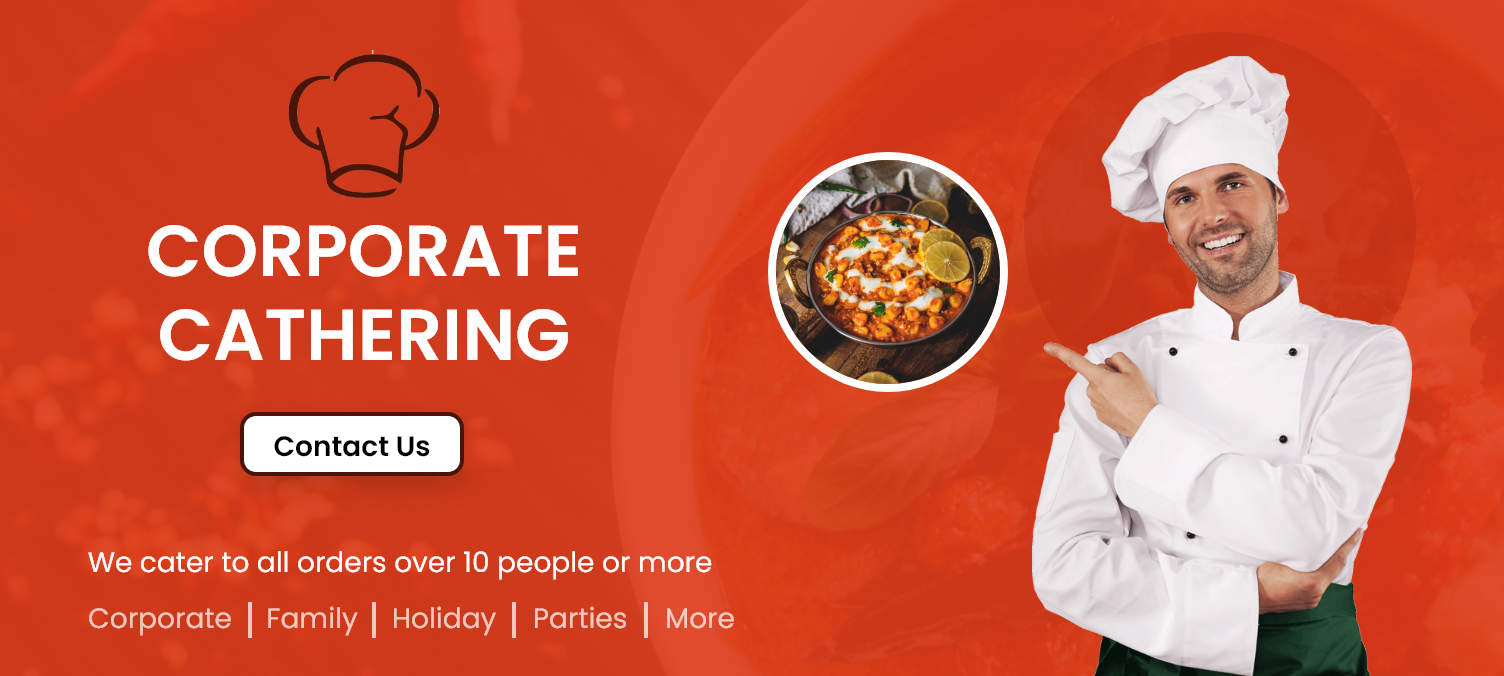 CORPORATE
CATHERING
Contact Us
We cater to all orders over 10 people or more
Corporate | Family | Holiday | Parties | More